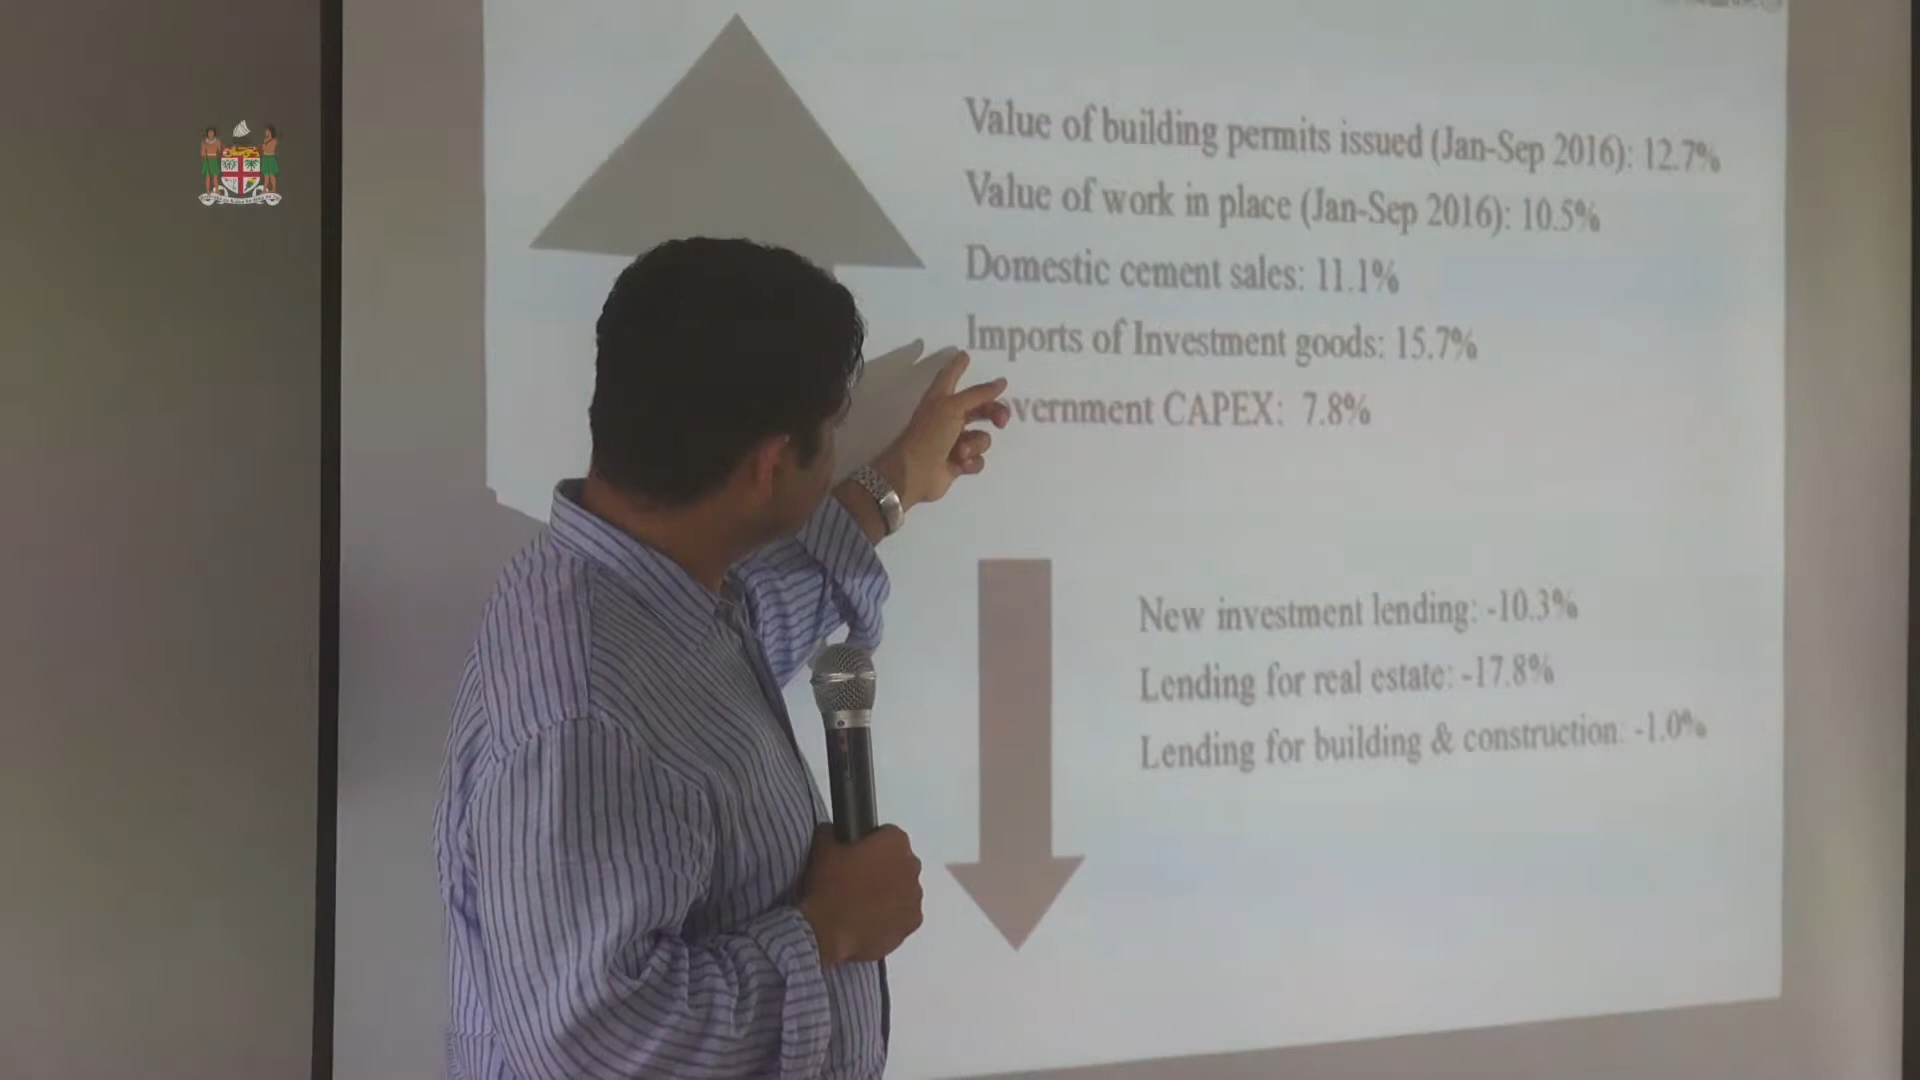 Value of building permits issued (Jan-Sep 2016): 12.7%
Value of work in place (Jan-Sep 2016): 10.5%
Domestic cement sales: 11.1%
Imports of Investment goods: 15.7%
vernment CAPEX: 7.8%
New investment lending: -10.3%
Lending for real estate: -17.8%
Lending for building & construction: -1.0%